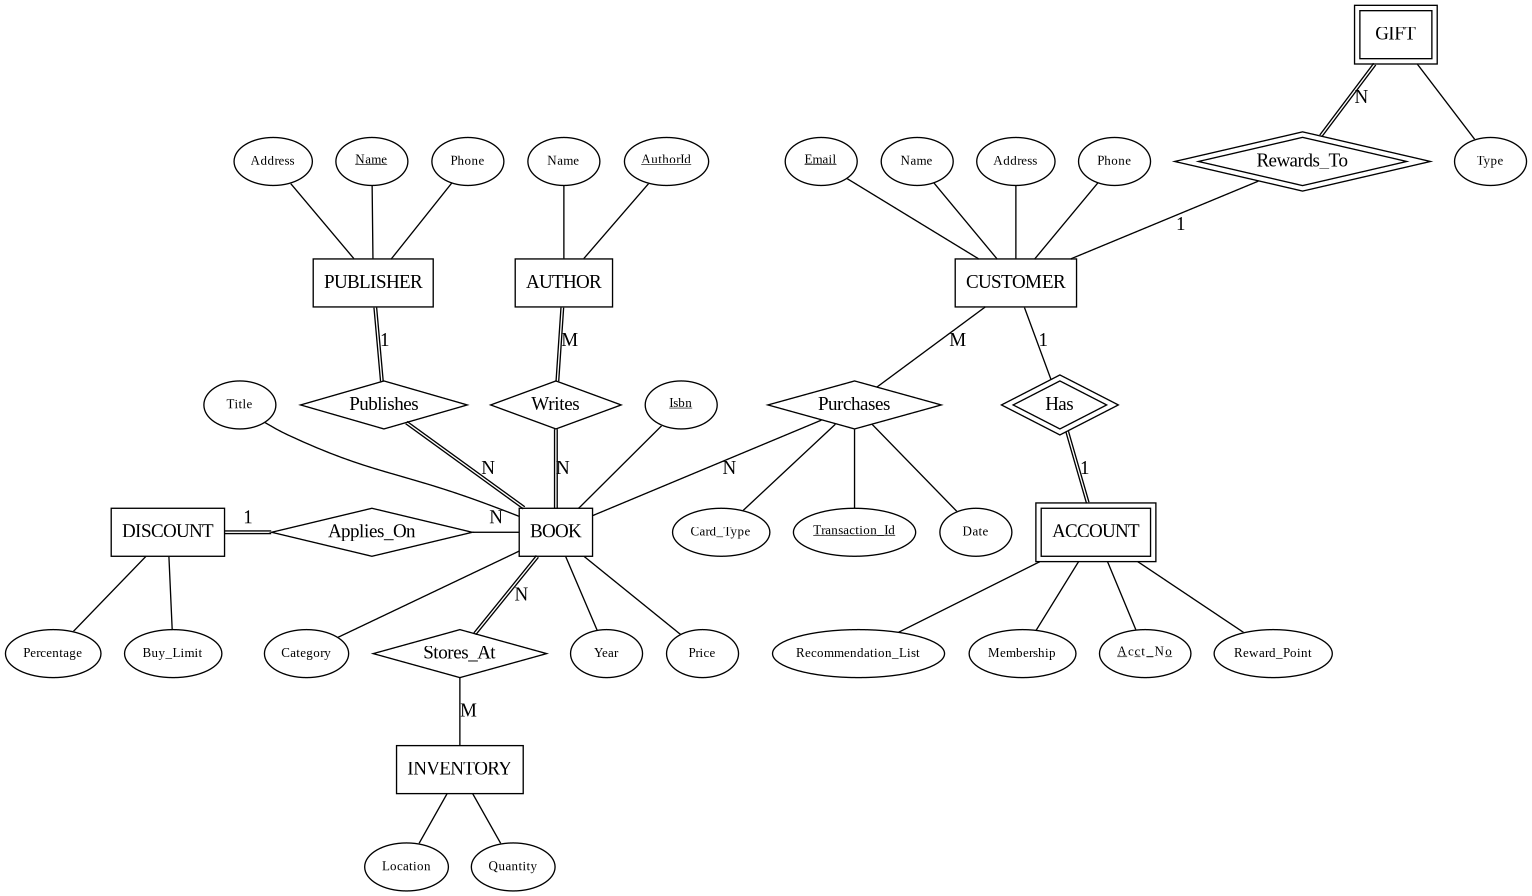 GIFT
N
Address
Name
Phone
Name
AuthorId
Email
Name
Address
Phone
Rewards_To
Type
1
PUBLISHER
AUTHOR
CUSTOMER
1
M
M
1
Title
Publishes
Writes
Isbn
Purchases
Has
N
N
N
1
DISCOUNT
1
Applies_On
N
BOOK
Card_Type
Transaction_Id
Date
ACCOUNT
N
Percentage
Buy_Limit
Category
Stores_At
Year
Price
Recommendation_List
Membership
Acct_No
Reward_Point
M
INVENTORY
Location
Quantity